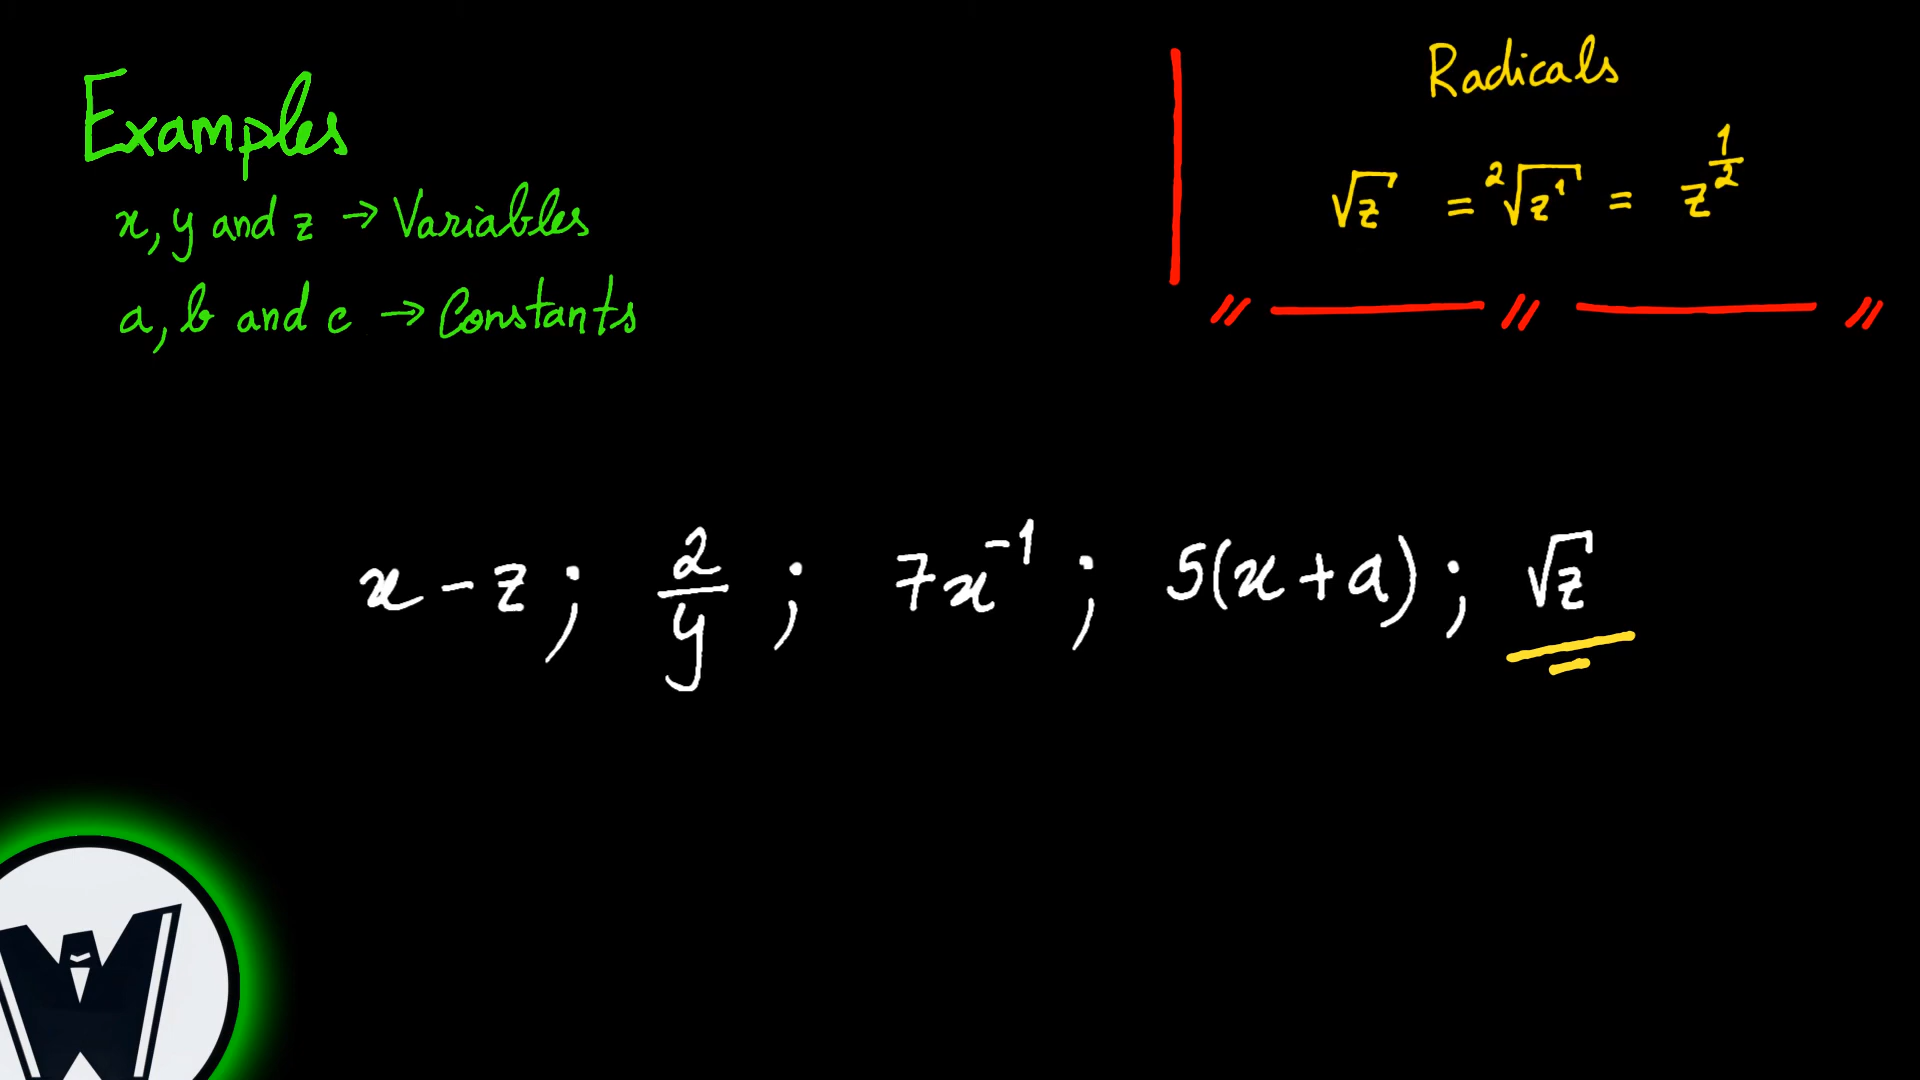 Examples
x, y and z → Variables
a, b and c → Constants
Radicals
√z = ²√z¹ = z^(1/2)
x - z ; 2/y ; 7x⁻¹ ; 5(x + a) ; √z